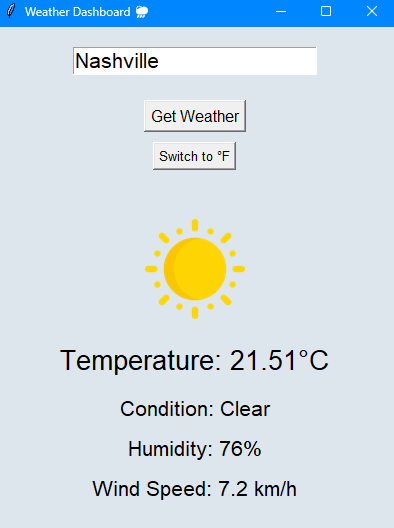 Weather Dashboard 🌧
Nashville
Get Weather
Switch to °F
Temperature: 21.51°C
Condition: Clear
Humidity: 76%
Wind Speed: 7.2 km/h